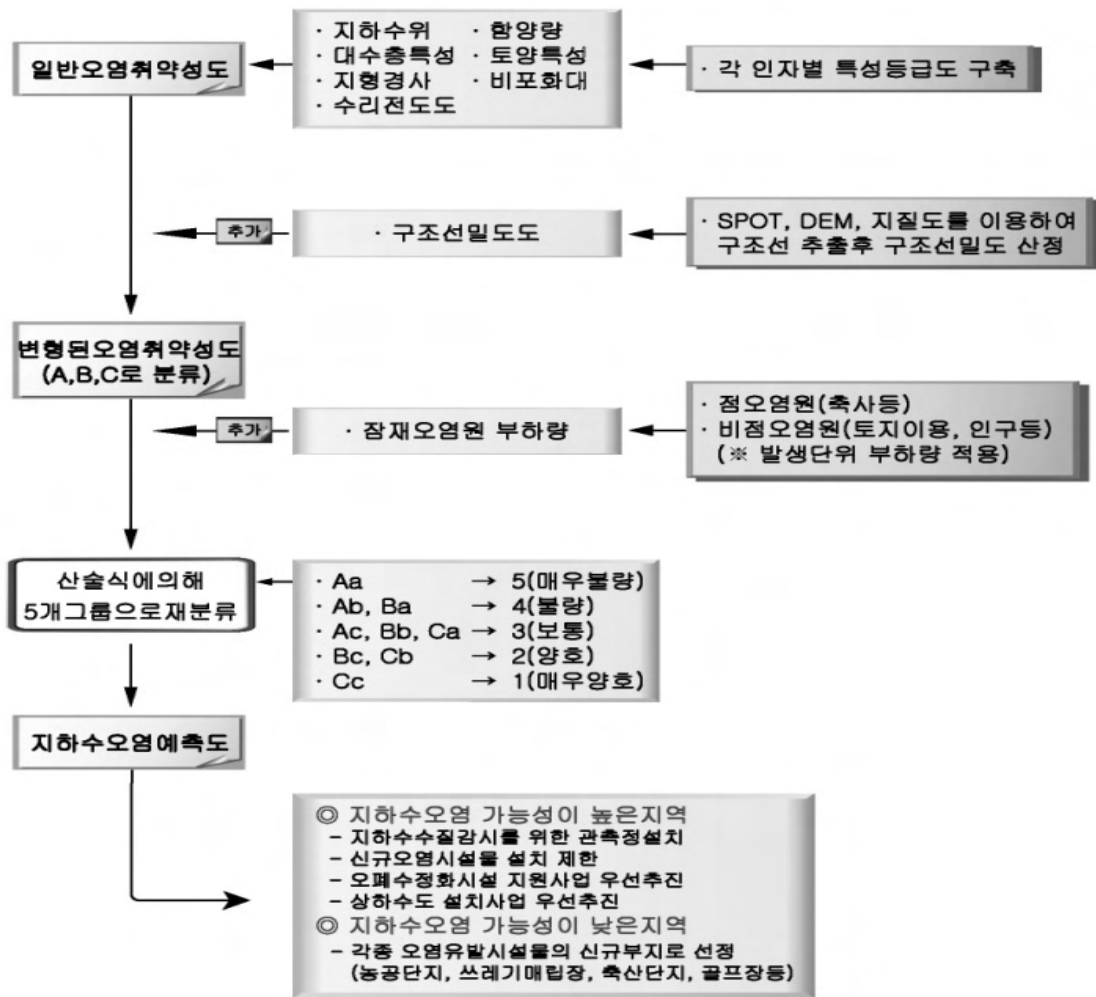 일반오염취약성도
· 지하수위 · 함양량
· 대수층특성 · 토양특성
· 지형경사 · 비포화대
· 수리전도도
· 각 인자별 특성등급도 구축
추가
· 구조선밀도도
· SPOT, DEM, 지질도를 이용하여
구조선 추출후 구조선밀도 산정
변형된오염취약성도
(A,B,C로 분류)
추가
· 잠재오염원 부하량
· 점오염원(축사등)
· 비점오염원(토지이용, 인구등)
(※ 발생단위 부하량 적용)
산술식에의해
5개그룹으로재분류
· Aa → 5(매우불량)
· Ab, Ba → 4(불량)
· Ac, Bb, Ca → 3(보통)
· Bc, Cb → 2(양호)
· Cc → 1(매우양호)
지하수오염예측도
◎ 지하수오염 가능성이 높은지역
– 지하수수질감시를 위한 관측정설치
– 신규오염시설물 설치 제한
– 오폐수정화시설 지원사업 우선추진
– 상하수도 설치사업 우선추진
◎ 지하수오염 가능성이 낮은지역
– 각종 오염유발시설물의 신규부지로 선정
(농공단지, 쓰레기매립장, 축산단지, 골프장등)